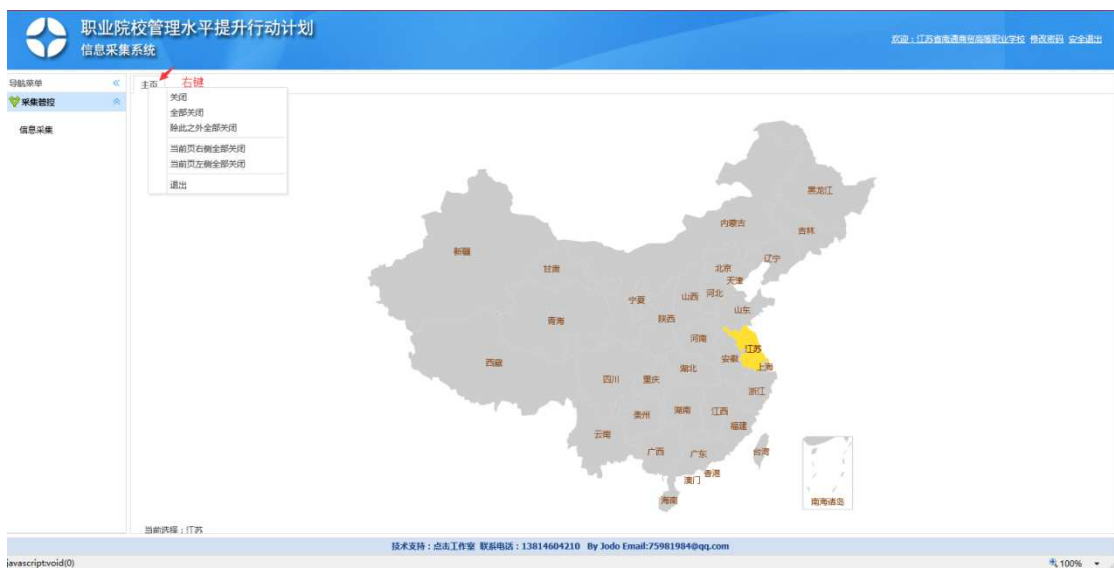 职业院校管理水平提升行动计划
信息采集系统
欢迎：江苏省南通商贸高等职业学校 修改密码 安全退出
导航菜单
主页
右键
采集管控
信息采集
关闭
全部关闭
除此之外全部关闭
当前页右侧全部关闭
当前页左侧全部关闭
退出
黑龙江
内蒙古
吉林
新疆
辽宁
甘肃
北京
天津
宁夏
山西
河北
山东
青海
陕西
河南
江苏
西藏
安徽
上海
湖北
四川
重庆
浙江
贵州
湖南
江西
福建
云南
广西
广东
台湾
香港
澳门
海南
南海诸岛
当前选择：江苏
技术支持：点击工作室 联系电话：13814604210 By Jodo Email:75981984@qq.com
javascript:void(0)
100%